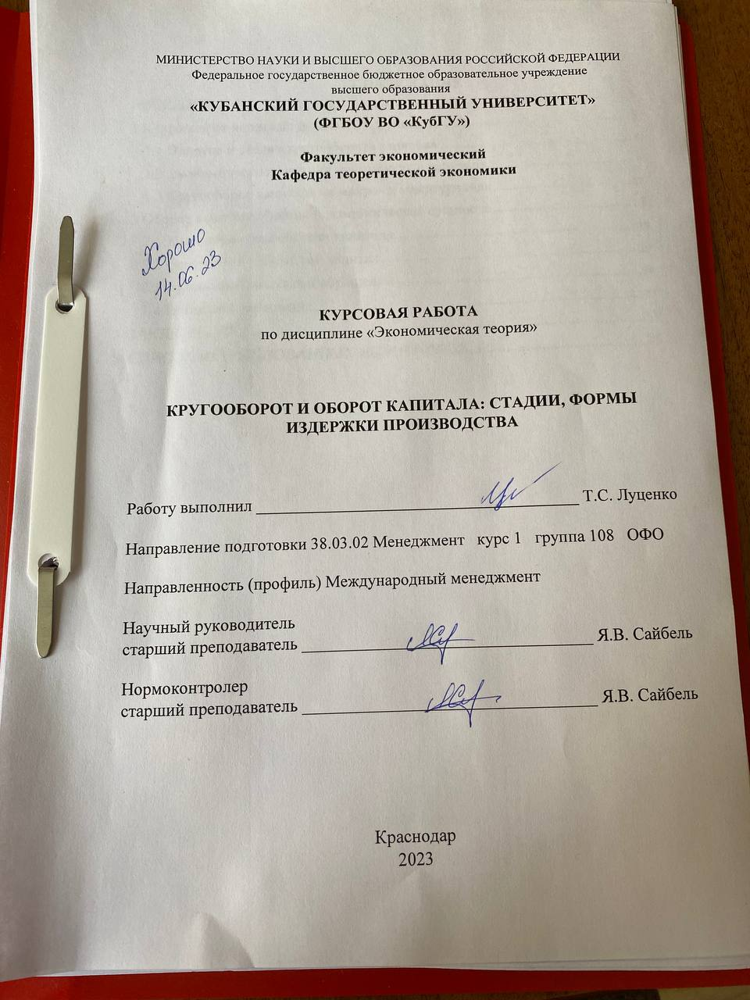 МИНИСТЕРСТВО НАУКИ И ВЫСШЕГО ОБРАЗОВАНИЯ РОССИЙСКОЙ ФЕДЕРАЦИИ
Федеральное государственное бюджетное образовательное учреждение
высшего образования
«КУБАНСКИЙ ГОСУДАРСТВЕННЫЙ УНИВЕРСИТЕТ»
(ФГБОУ ВО «КубГУ»)
Факультет экономический
Кафедра теоретической экономики
Хорошо
14.06.23
КУРСОВАЯ РАБОТА
по дисциплине «Экономическая теория»
КРУГООБОРОТ И ОБОРОТ КАПИТАЛА: СТАДИИ, ФОРМЫ
ИЗДЕРЖКИ ПРОИЗВОДСТВА
Работу выполнил Т.С. Луценко
Направление подготовки 38.03.02 Менеджмент курс 1 группа 108 ОФО
Направленность (профиль) Международный менеджмент
Научный руководитель
старший преподаватель Я.В. Сайбель
Нормоконтролер
старший преподаватель Я.В. Сайбель
Краснодар
2023